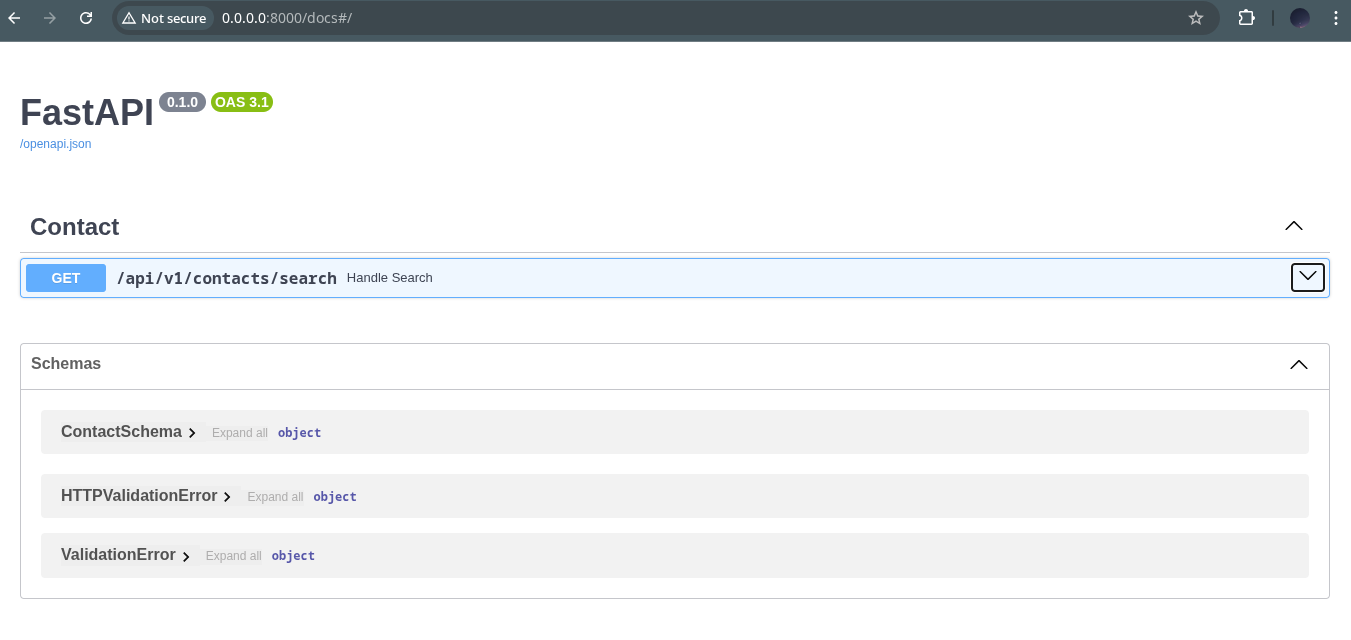 Not secure 0.0.0.0:8000/docs#/
FastAPI 0.1.0 OAS 3.1
/openapi.json
Contact
GET /api/v1/contacts/search Handle Search
Schemas
ContactSchema Expand all object
HTTPValidationError Expand all object
ValidationError Expand all object